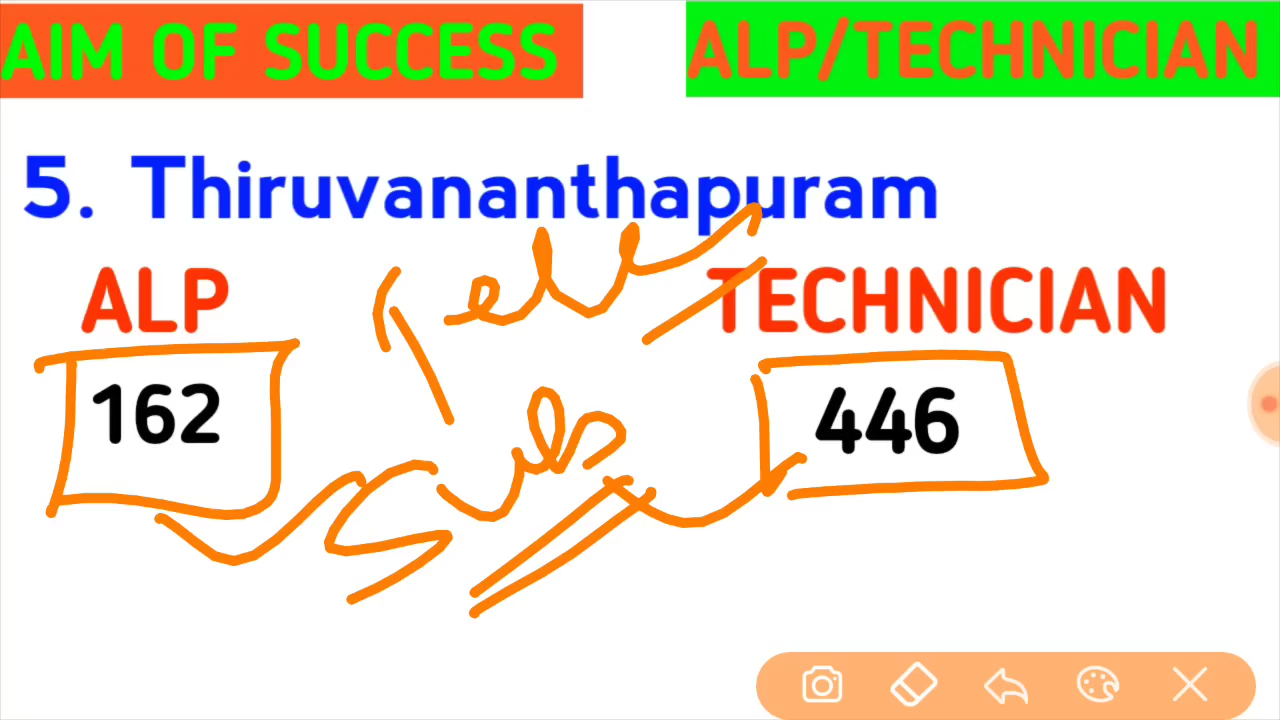 AIM OF SUCCESS
ALP/TECHNICIAN
5. Thiruvananthapuram
ALP
TECHNICIAN
162
446